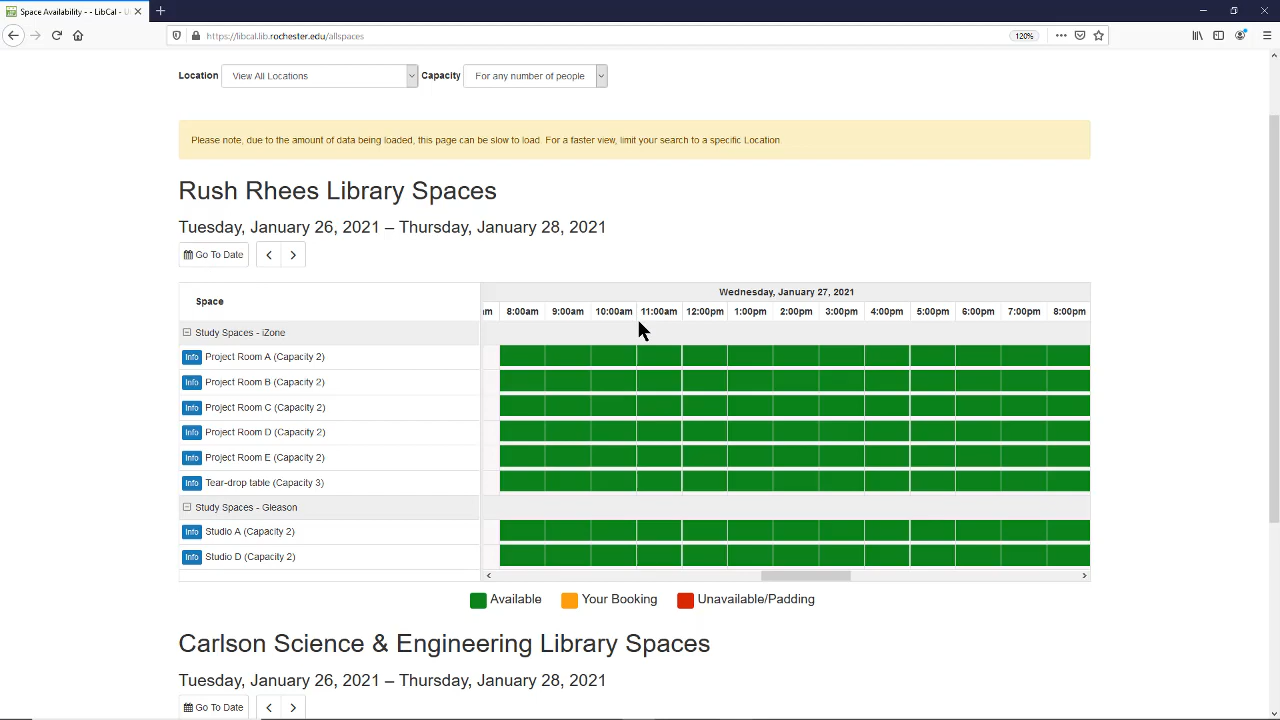 Space Availability - - LibCal - U
https://libcal.lib.rochester.edu/allspaces
120%
Location View All Locations Capacity For any number of people
Please note, due to the amount of data being loaded, this page can be slow to load. For a faster view, limit your search to a specific Location.
Rush Rhees Library Spaces
Tuesday, January 26, 2021 – Thursday, January 28, 2021
Go To Date
Space
Wednesday, January 27, 2021
am 8:00am 9:00am 10:00am 11:00am 12:00pm 1:00pm 2:00pm 3:00pm 4:00pm 5:00pm 6:00pm 7:00pm 8:00pm
Study Spaces - iZone
Info Project Room A (Capacity 2)
Info Project Room B (Capacity 2)
Info Project Room C (Capacity 2)
Info Project Room D (Capacity 2)
Info Project Room E (Capacity 2)
Info Tear-drop table (Capacity 3)
Study Spaces - Gleason
Info Studio A (Capacity 2)
Info Studio D (Capacity 2)
Available Your Booking Unavailable/Padding
Carlson Science & Engineering Library Spaces
Tuesday, January 26, 2021 – Thursday, January 28, 2021
Go To Date